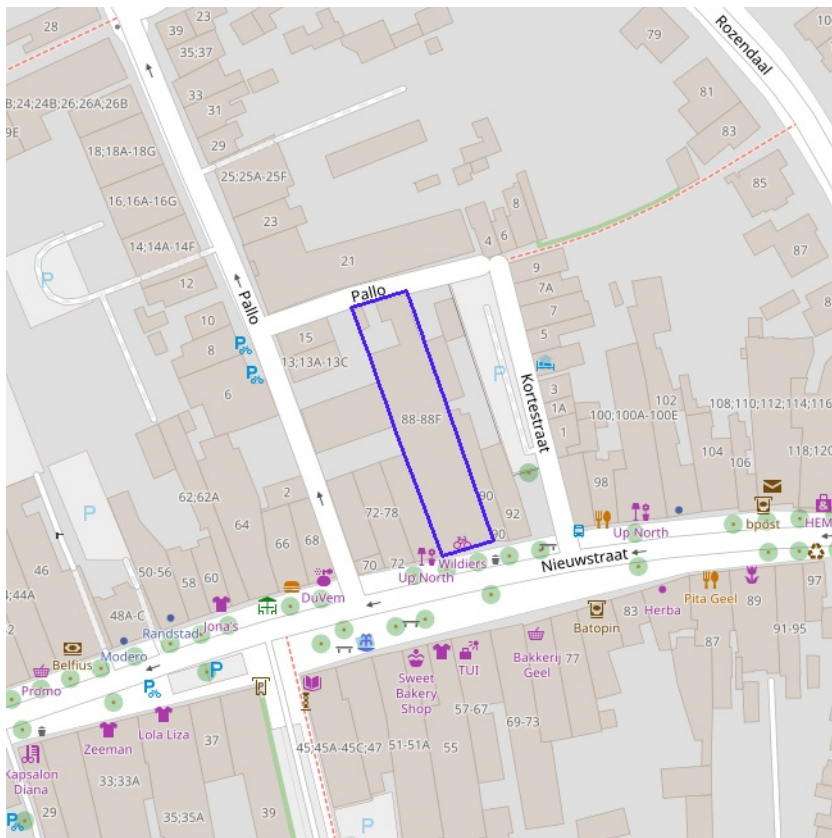 28
23
39
35;37
79
Rozendaal
33
81
B;24;24B;26;26A;26B
31
9E
83
18;18A-18G
29
25;25A-25F
85
16;16A-16G
8
23
4
6
14;14A-14F
87
21
9
P
12
7A
Pallo
Pallo
7
10
15
5
8
13;13A-13C
P
P
P
6
Kortestraat
3
102
1A
108;110;112;114;116
100;100A-100E
88-88F
1
104
118;120
106
98
62;62A
2
90
P
72-78
92
64
bpost
HEM
66
68
90
Up North
Nieuwstraat
46
50-56
70
72
Wildiers
60
58
Up North
97
;44A
DuVem
Pita Geel
89
48A-C
Jona's
83
Herba
Randstad
Batopin
91-95
Modero
87
Belfius
P
Bakkerij
Geel
77
Promo
P
Sweet
Bakery
Shop
TUI
P
57-67
Lola Liza
69-73
Zeeman
37
45;45A-45C;47
51-51A
55
Kapsalon
Diana
33;33A
29
35;35A
39
P
P